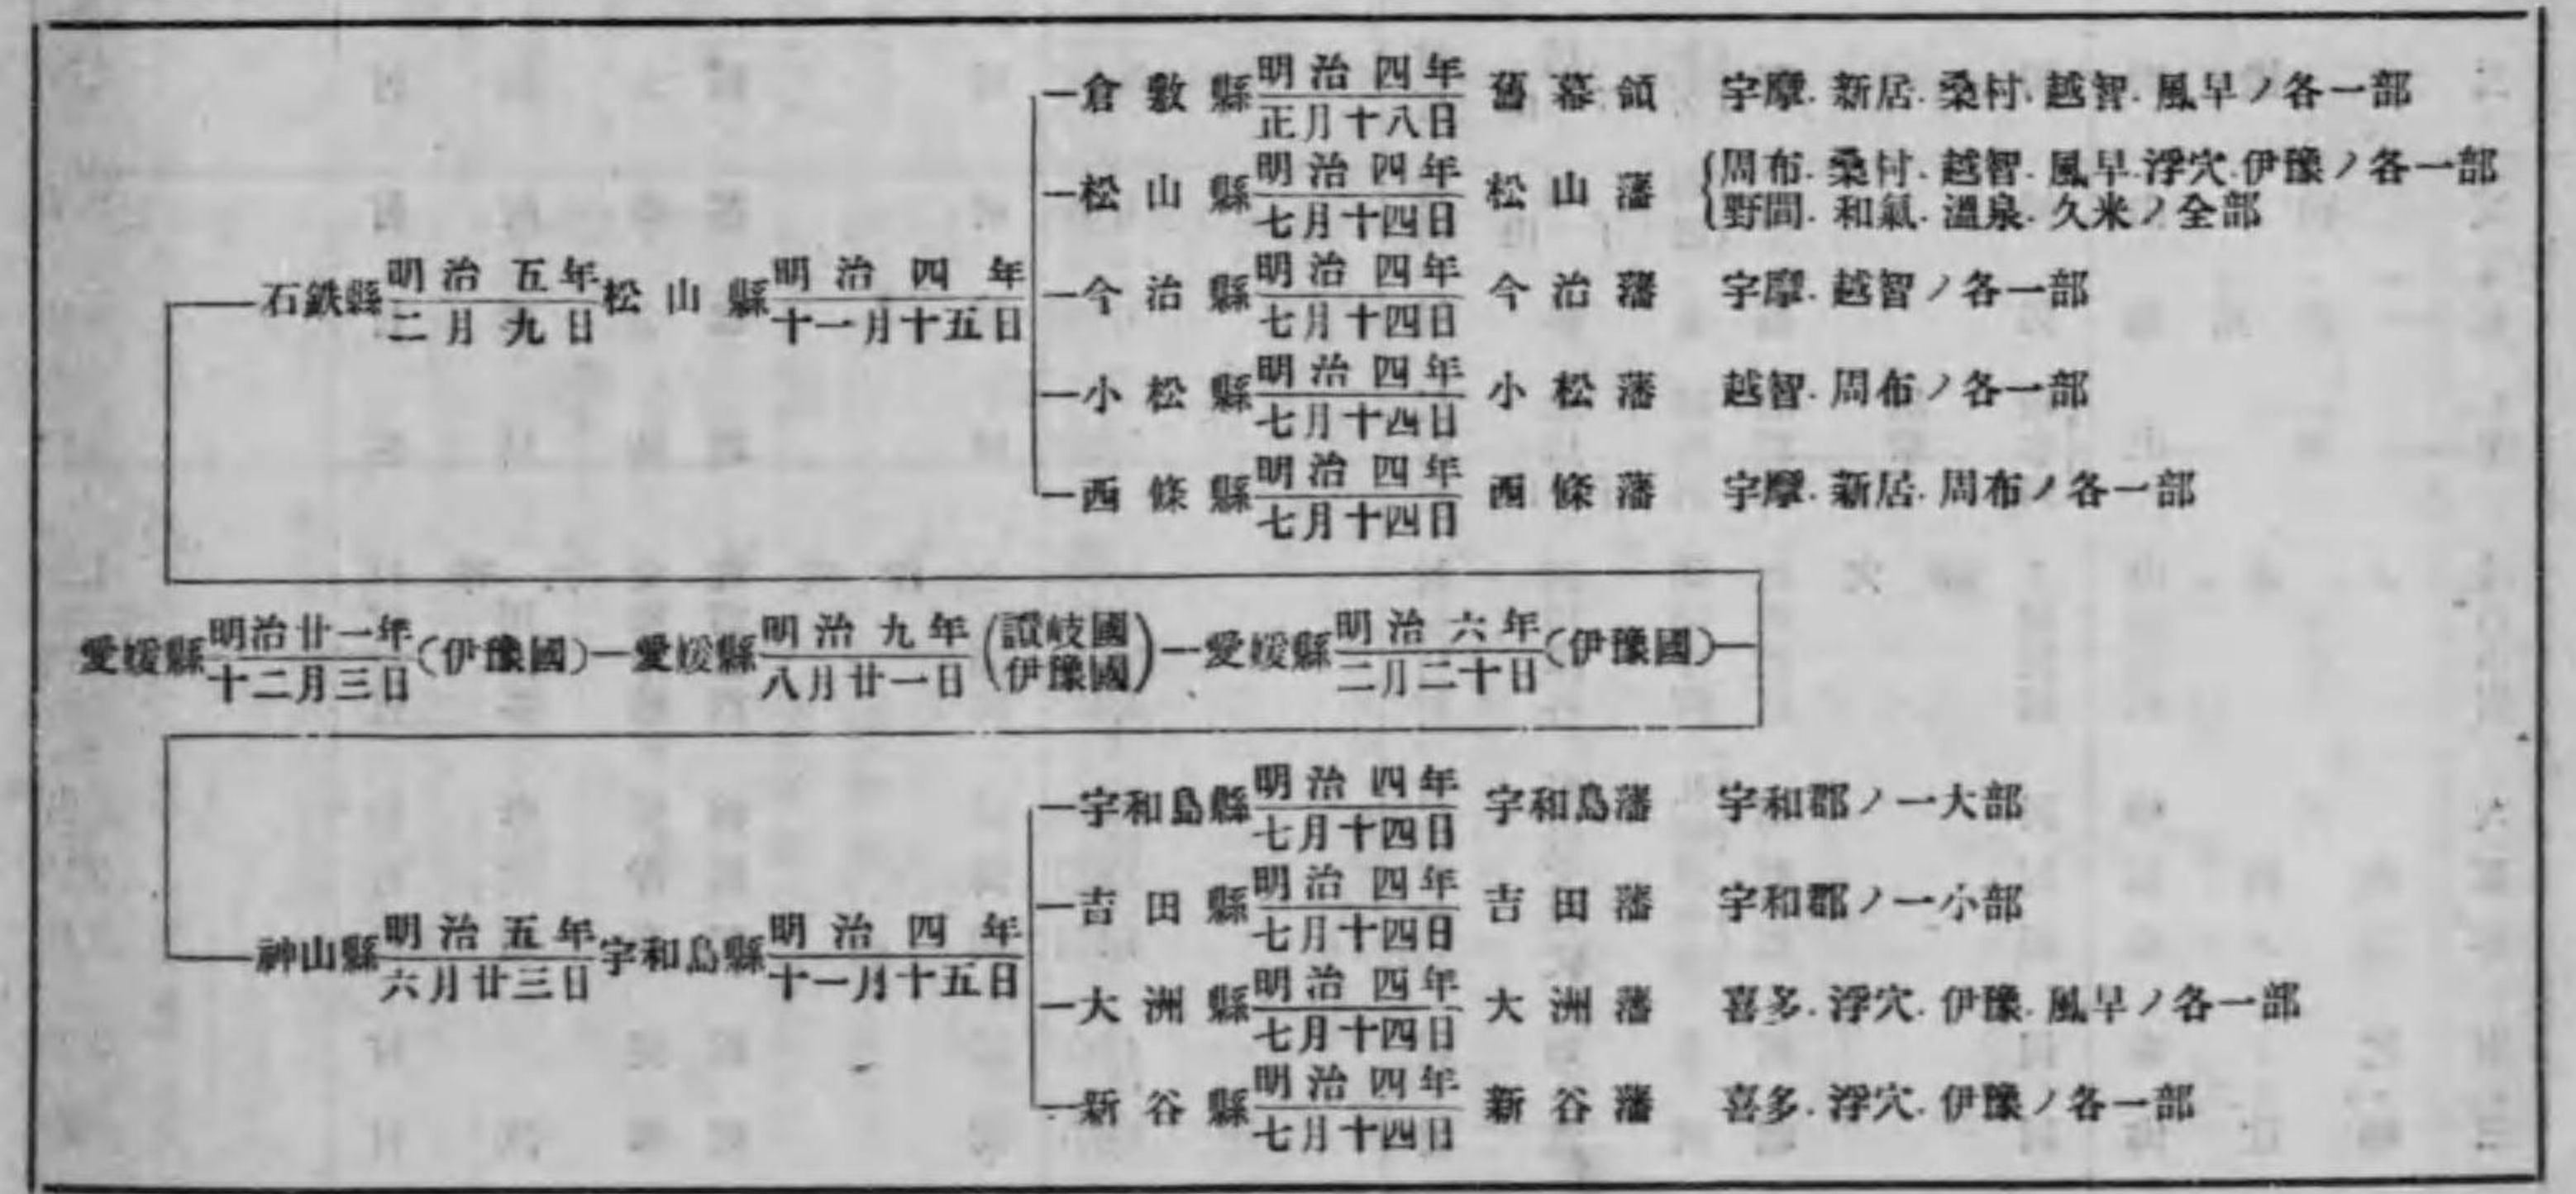 倉敷縣 明治四年正月十八日 舊幕領 宇摩.新居.桑村.越智.風早ノ各一部
松山縣 明治四年七月十四日 松山藩 周布.桑村.越智.風早.浮穴.伊豫ノ各一部
野間.和氣.溫泉.久米ノ全部
石鉄縣 明治五年二月九日 松山縣 明治四年十一月十五日
今治縣 明治四年七月十四日 今治藩 宇摩.越智ノ各一部
小松縣 明治四年七月十四日 小松藩 越智.周布ノ各一部
西條縣 明治四年七月十四日 西條藩 宇摩.新居.周布ノ各一部
愛媛縣 明治廿一年十二月三日 (伊豫國) 愛媛縣 明治九年八月廿一日 (讃岐國 伊豫國) 愛媛縣 明治六年二月二十日 (伊豫國)
宇和島縣 明治四年七月十四日 宇和島藩 宇和郡ノ一大部
吉田縣 明治四年七月十四日 吉田藩 宇和郡ノ一小部
神山縣 明治五年六月廿三日 宇和島縣 明治四年十一月十五日
大洲縣 明治四年七月十四日 大洲藩 喜多.浮穴.伊豫.風早ノ各一部
新谷縣 明治四年七月十四日 新谷藩 喜多.浮穴.伊豫ノ各一部